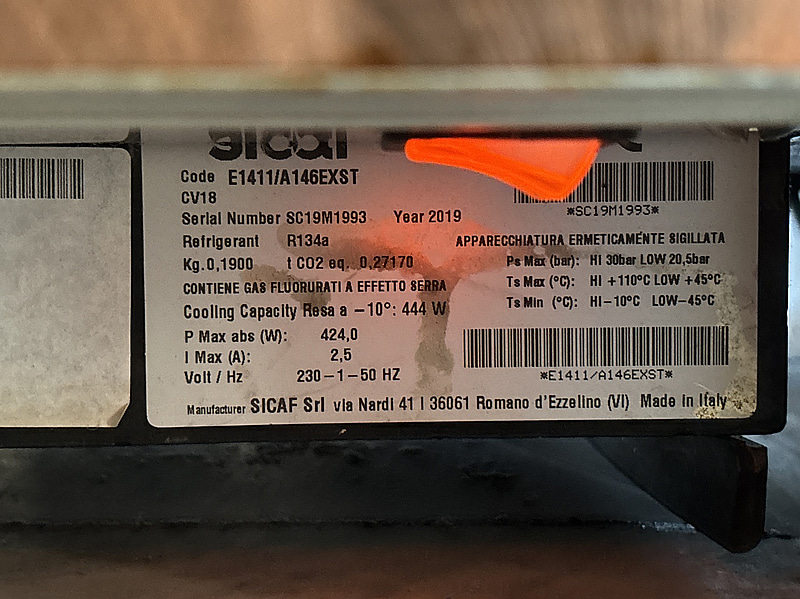 sicaf
Code E1411/A146EXST
CV18
*SC19M1993*
Serial Number SC19M1993 Year 2019
Refrigerant R134a
APPARECCHIATURA ERMETICAMENTE SIGILLATA
Kg.0,1900 t CO2 eq. 0,27170
Ps Max (bar): HI 30bar LOW 20,5bar
CONTIENE GAS FLUORURATI A EFFETTO SERRA
Ts Max (°C): HI +110°C LOW +45°C
Ts Min (°C): HI-10°C LOW-45°C
Cooling Capacity Resa a -10°: 444 W
P Max abs (W): 424,0
I Max (A): 2,5
Volt / Hz 230-1-50 HZ
*E1411/A146EXST*
Manufacturer SICAF Srl via Nardi 41 I 36061 Romano d'Ezzelino (VI) Made in Italy